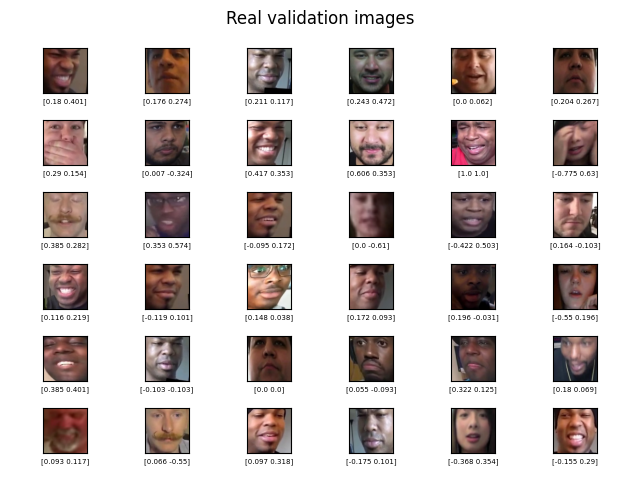 Real validation images
[0.18 0.401] [0.176 0.274] [0.211 0.117] [0.243 0.472] [0.0 0.062] [0.204 0.267]
[0.29 0.154] [0.007 -0.324] [0.417 0.353] [0.606 0.353] [1.0 1.0] [-0.775 0.63]
[0.385 0.282] [0.353 0.574] [-0.095 0.172] [0.0 -0.61] [-0.422 0.503] [0.164 -0.103]
[0.116 0.219] [-0.119 0.101] [0.148 0.038] [0.172 0.093] [0.196 -0.031] [-0.55 0.196]
[0.385 0.401] [-0.103 -0.103] [0.0 0.0] [0.055 -0.093] [0.322 0.125] [0.18 0.069]
[0.093 0.117] [0.066 -0.55] [0.097 0.318] [-0.175 0.101] [-0.368 0.354] [-0.155 0.29]